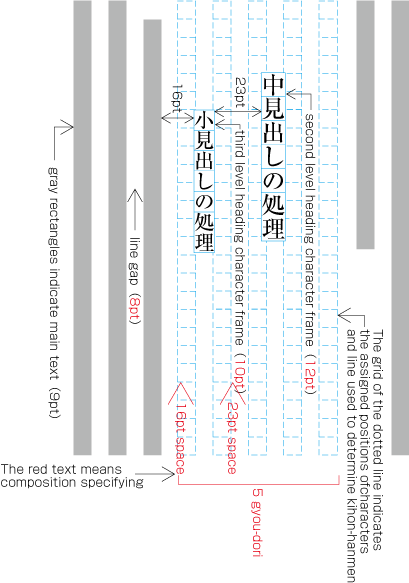 The grid of the dotted line indicates
the assigned positions ofcharacters
and line used to determine kihon-hanmen
second level heading character frame (12pt)
中見出しの処理
23pt
third level heading character frame (10pt)
小見出しの処理
16pt
line gap (8pt)
gray rectangles indicate main text (9pt)
5 gyou-dori
23pt space
16pt space
The red text means
composition specifying